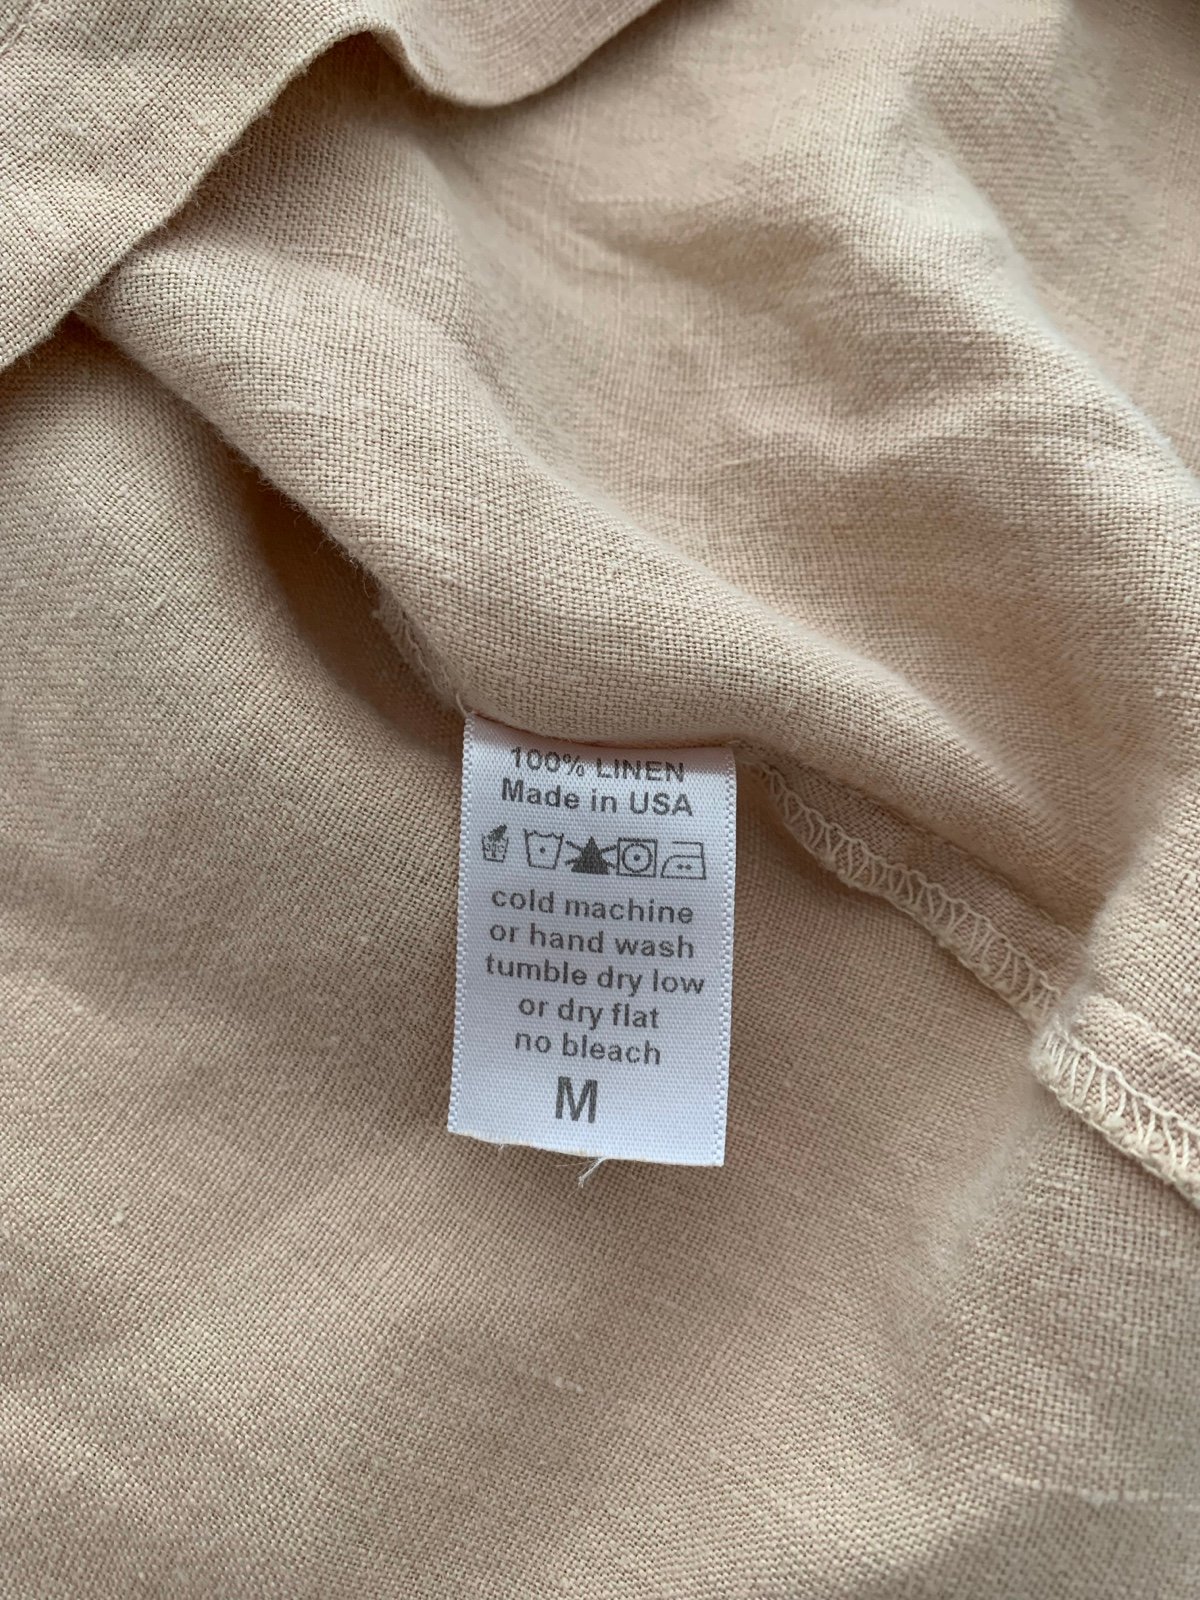 100% LINEN
Made in USA
cold machine
or hand wash
tumble dry low
or dry flat
no bleach
M